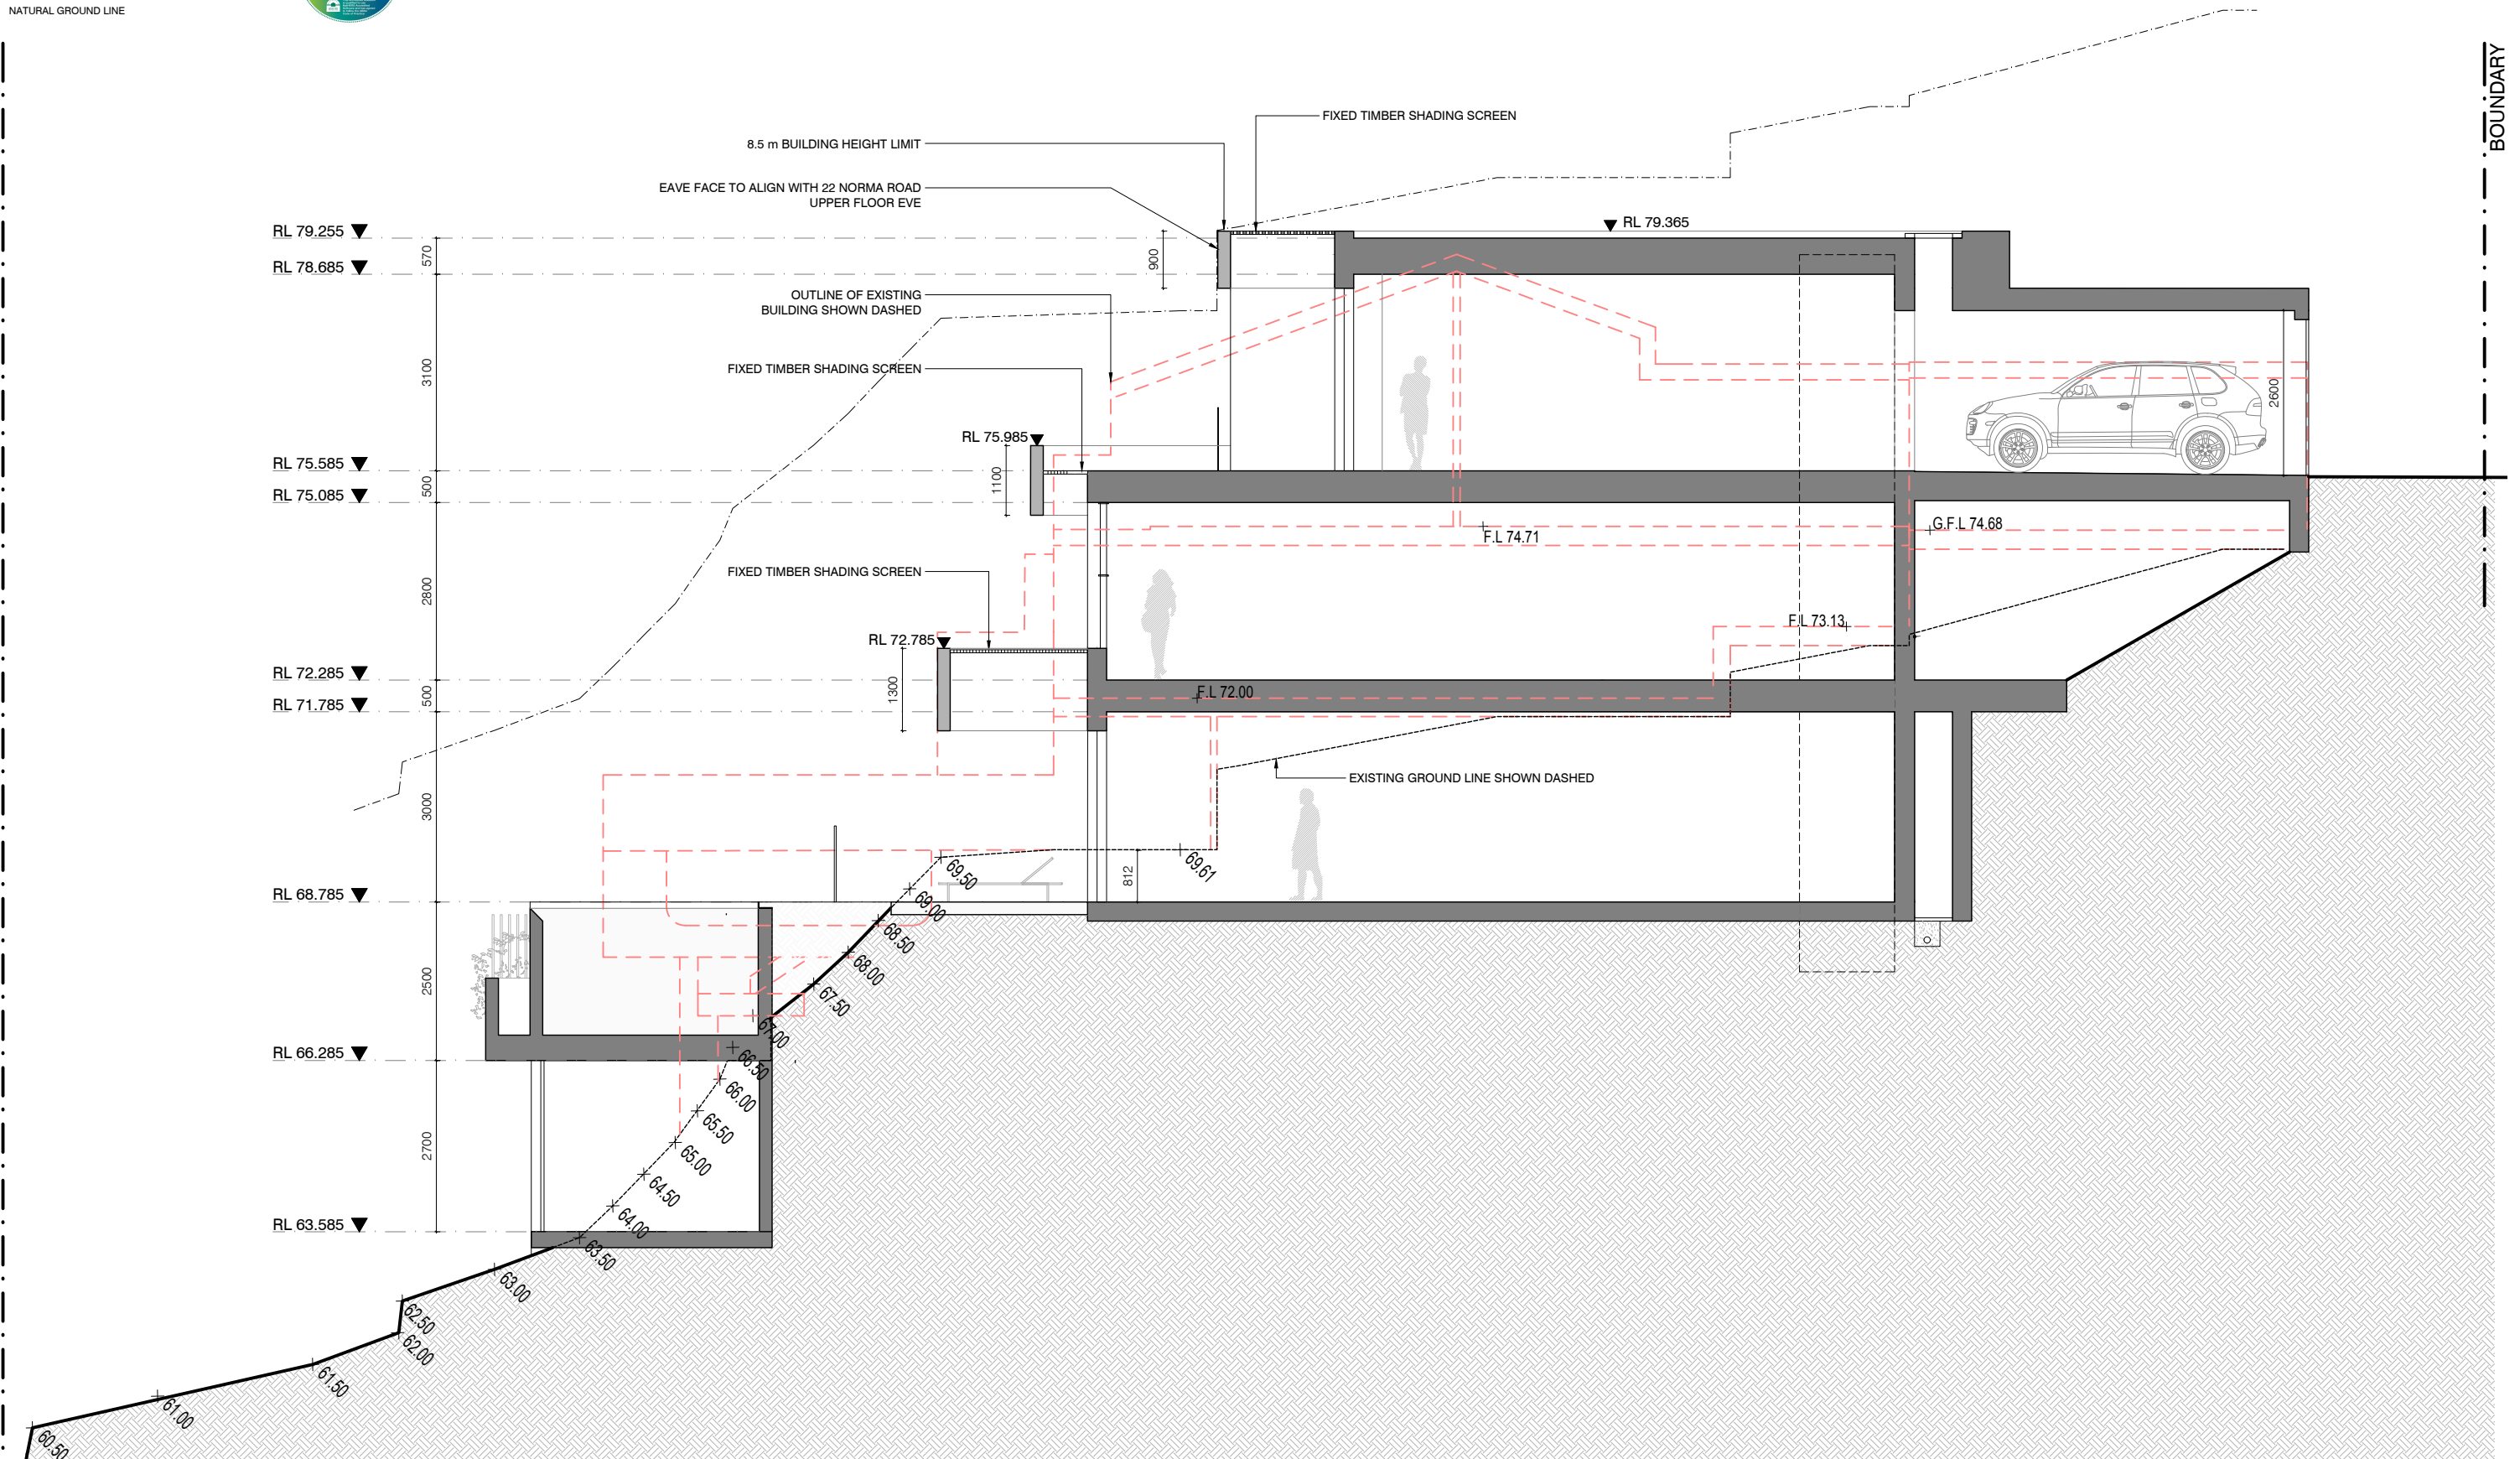 NATURAL GROUND LINE
BOUNDARY
FIXED TIMBER SHADING SCREEN
8.5 m BUILDING HEIGHT LIMIT
EAVE FACE TO ALIGN WITH 22 NORMA ROAD
UPPER FLOOR EVE
RL 79.255
RL 79.365
570
900
RL 78.685
OUTLINE OF EXISTING
BUILDING SHOWN DASHED
3100
FIXED TIMBER SHADING SCREEN
2600
RL 75.985
RL 75.585
1100
500
RL 75.085
G.F.L 74.68
F.L 74.71
FIXED TIMBER SHADING SCREEN
2800
F.L 73.13
RL 72.785
RL 72.285
1300
500
F.L 72.00
RL 71.785
EXISTING GROUND LINE SHOWN DASHED
3000
69.61
69.50
812
RL 68.785
69.00
68.50
68.00
2500
67.50
67.00
RL 66.285
66.50
66.00
65.50
2700
65.00
64.50
64.00
RL 63.585
63.50
63.00
62.50
62.00
61.50
61.00
60.50